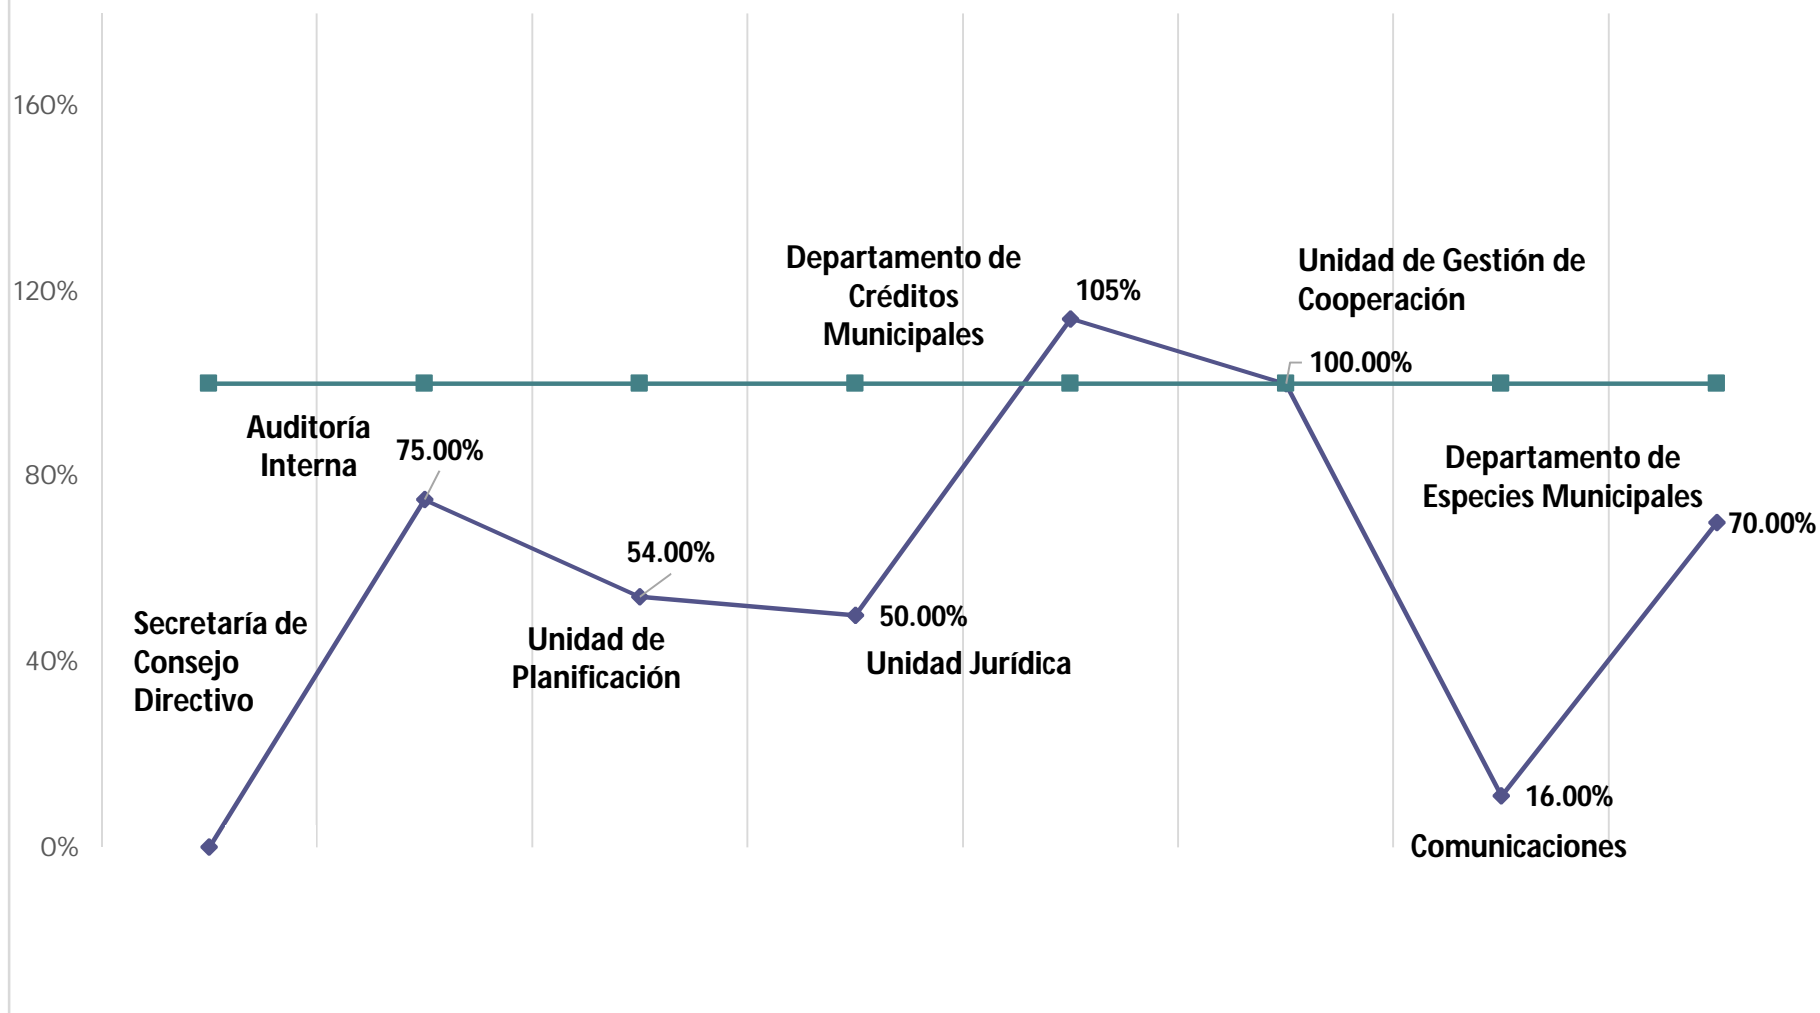 160%
120%
80%
40%
0%
Secretaría de
Consejo
Directivo
Auditoría
Interna
75.00%
54.00%
Unidad de
Planificación
50.00%
Unidad Jurídica
Departamento de
Créditos
Municipales
105%
Unidad de Gestión de
Cooperación
100.00%
16.00%
Comunicaciones
Departamento de
Especies Municipales
70.00%